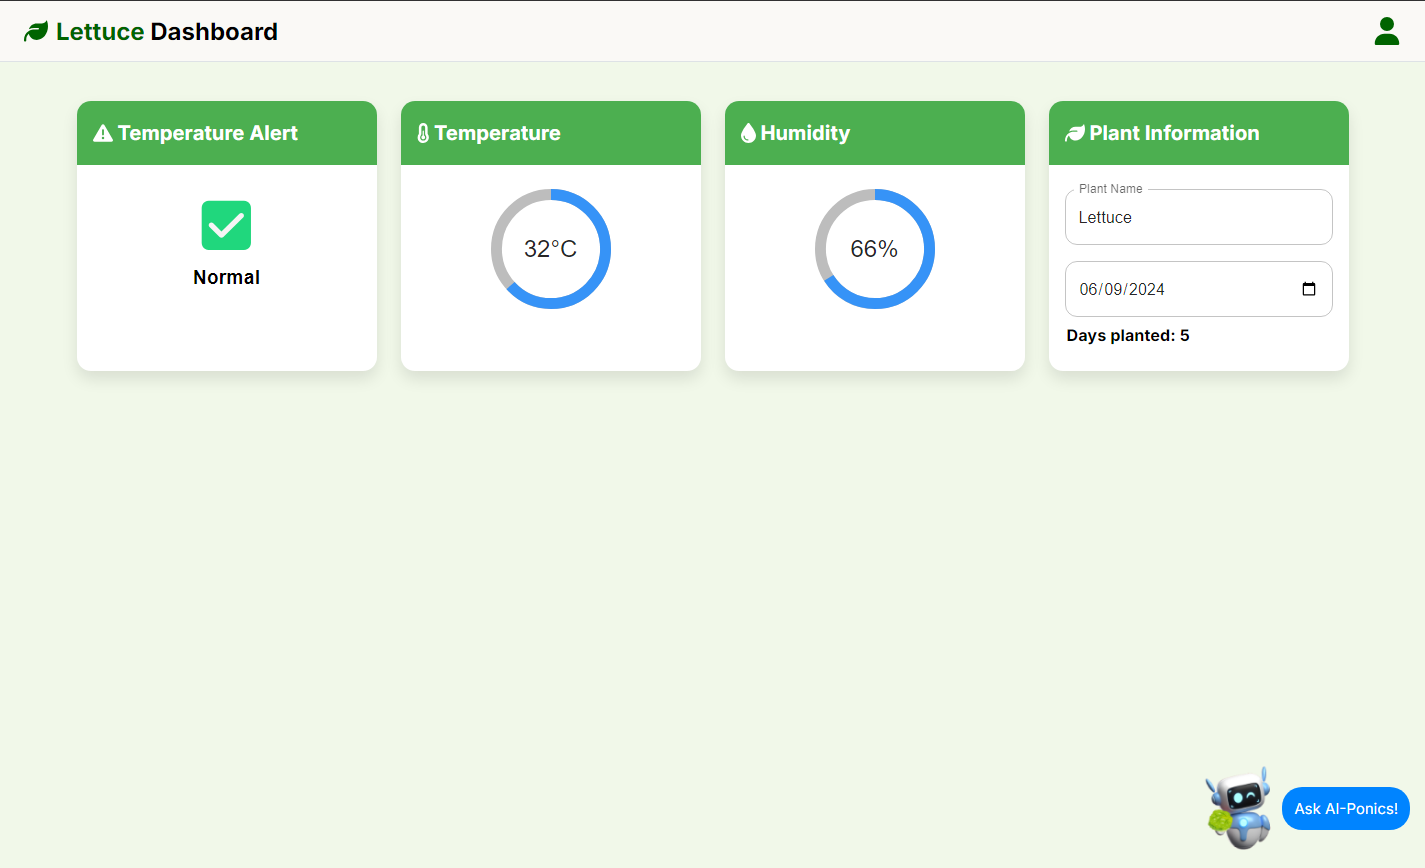 Lettuce Dashboard
Temperature Alert
Normal
Temperature
32°C
Humidity
66%
Plant Information
Plant Name
Lettuce
06/09/2024
Days planted: 5
Ask AI-Ponics!